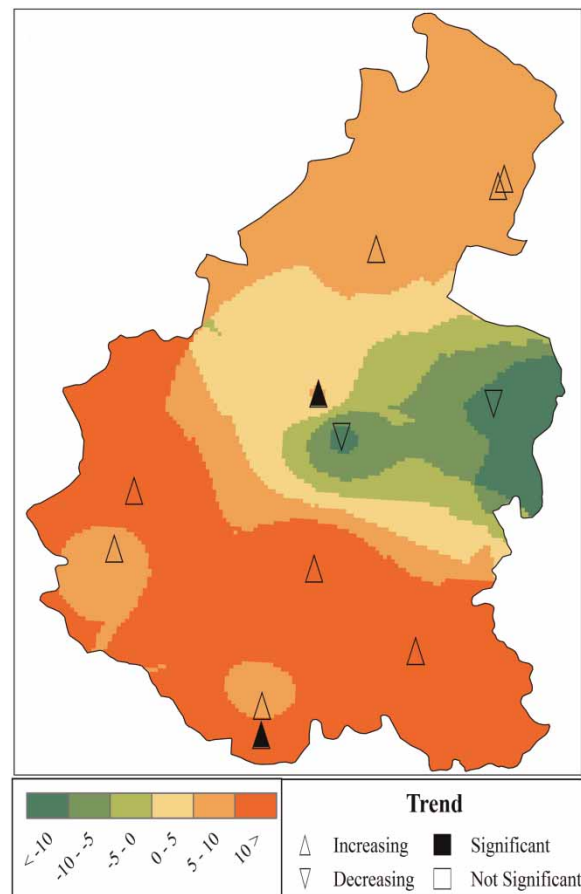 < -10
-10 - -5
-5 - 0
0 - 5
5 - 10
10 >
Trend
Increasing
Significant
Decreasing
Not Significant